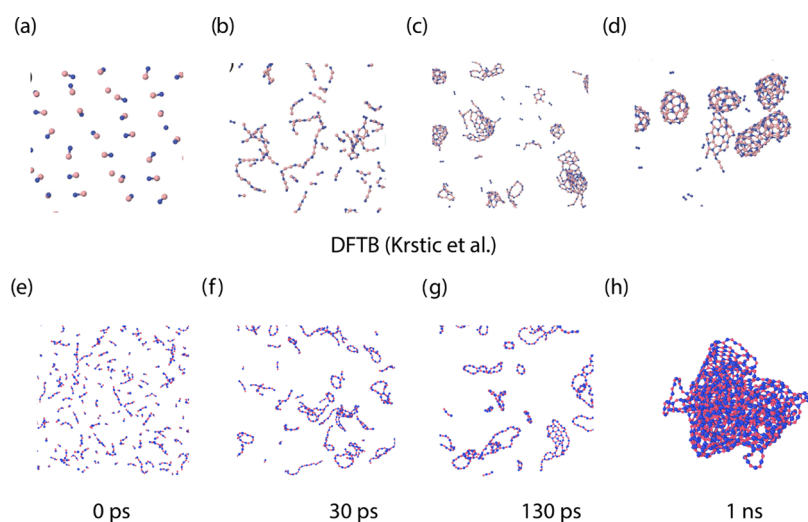 (a) (b) (c) (d)
DFTB (Krstic et al.)
(e) (f) (g) (h)
0 ps 30 ps 130 ps 1 ns